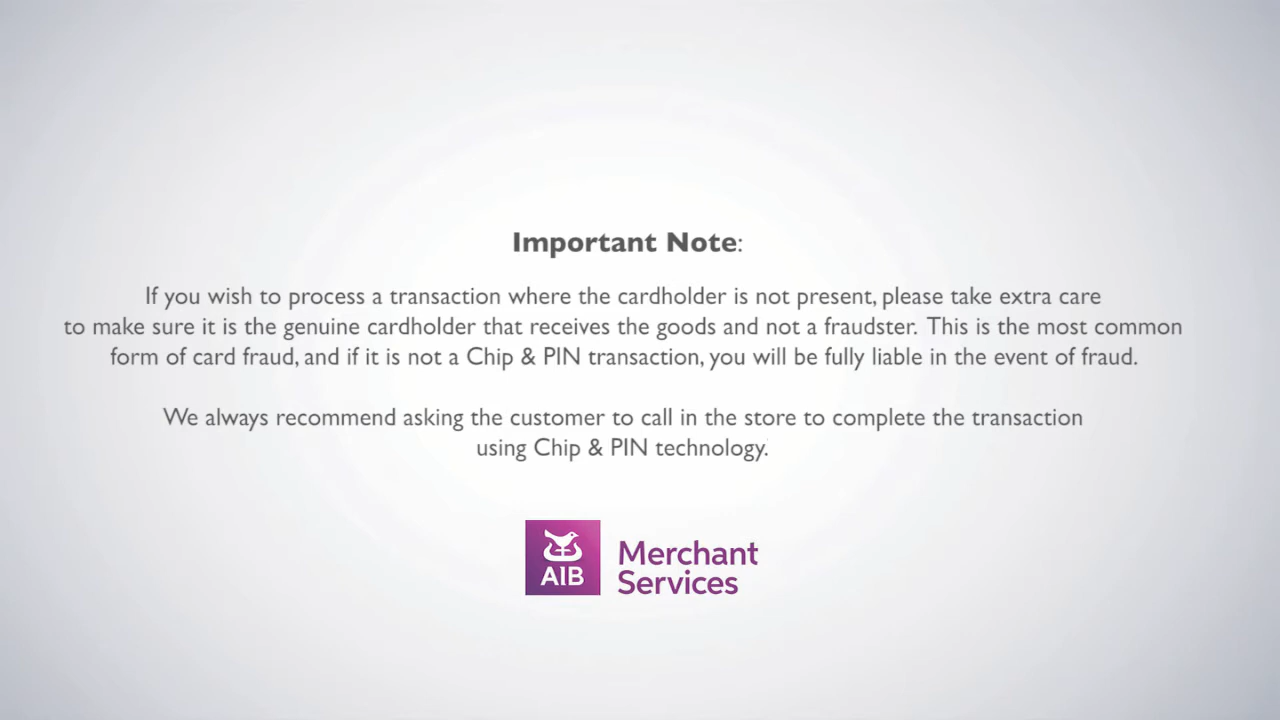 Important Note:
If you wish to process a transaction where the cardholder is not present, please take extra care
to make sure it is the genuine cardholder that receives the goods and not a fraudster. This is the most common
form of card fraud, and if it is not a Chip & PIN transaction, you will be fully liable in the event of fraud.
We always recommend asking the customer to call in the store to complete the transaction
using Chip & PIN technology.
AIB
Merchant
Services